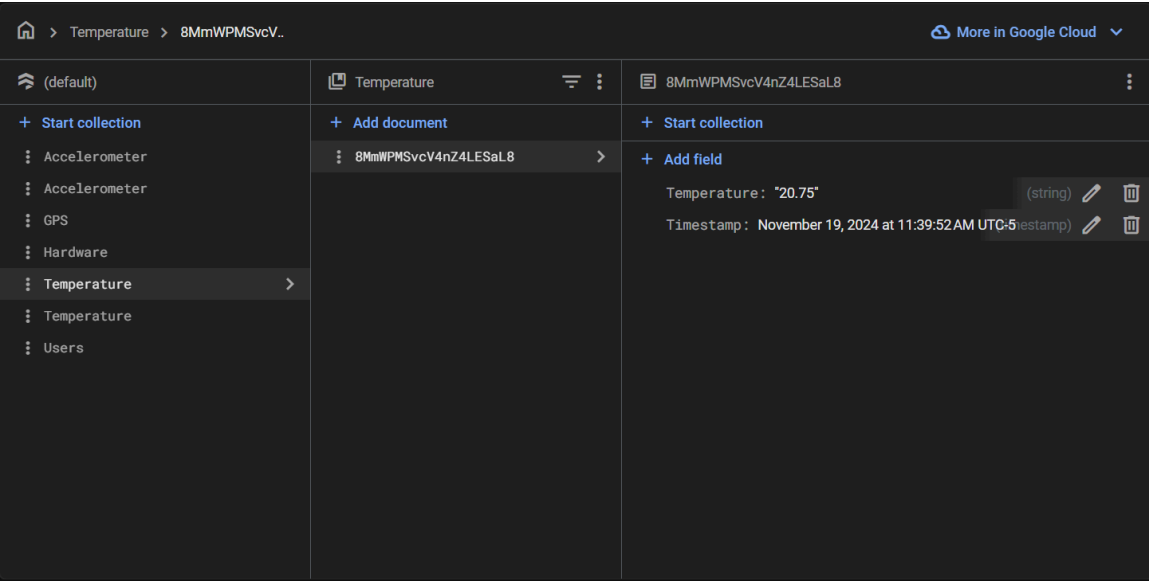 Temperature 8MmWPMSvcV..
More in Google Cloud
(default)
Start collection
Accelerometer
Accelerometer
GPS
Hardware
Temperature
Temperature
Users
Temperature
Add document
8MmWPMSvcV4nZ4LESaL8
8MmWPMSvcV4nZ4LESaL8
Start collection
Add field
Temperature: "20.75" (string)
Timestamp: November 19, 2024 at 11:39:52 AM UTC-5